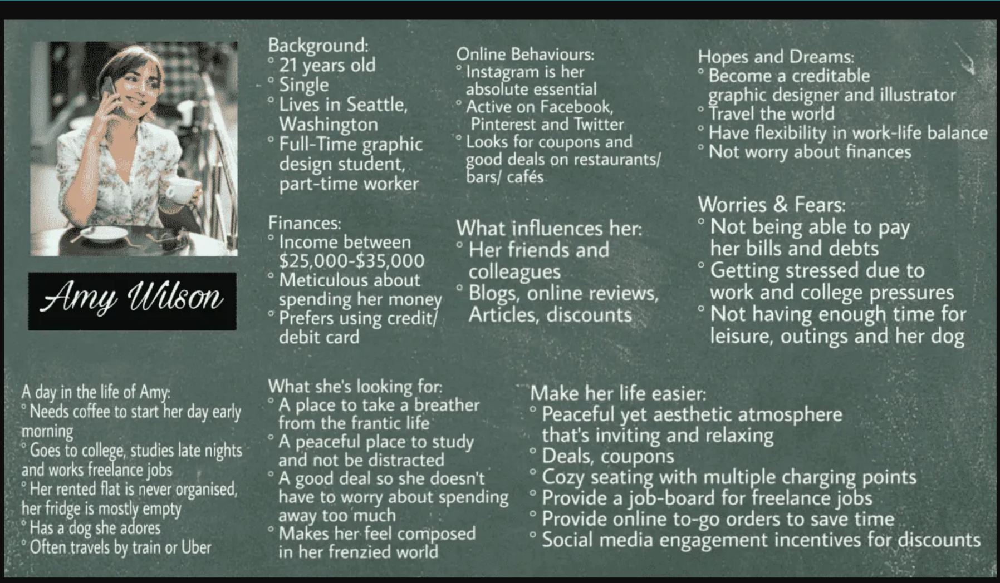 Amy Wilson
Background:
° 21 years old
° Single
° Lives in Seattle,
Washington
° Full-Time graphic
design student,
part-time worker
Finances:
° Income between
$25,000-$35,000
° Meticulous about
spending her money
° Prefers using credit/
debit card
Online Behaviours:
° Instagram is her
absolute essential
° Active on Facebook,
Pinterest and Twitter
° Looks for coupons and
good deals on restaurants/
bars/ cafés
What influences her:
° Her friends and
colleagues
° Blogs, online reviews,
Articles, discounts
Hopes and Dreams:
° Become a creditable
graphic designer and illustrator
° Travel the world
° Have flexibility in work-life balance
° Not worry about finances
Worries & Fears:
° Not being able to pay
her bills and debts
° Getting stressed due to
work and college pressures
° Not having enough time for
leisure, outings and her dog
A day in the life of Amy:
° Needs coffee to start her day early
morning
° Goes to college, studies late nights
and works freelance jobs
° Her rented flat is never organised,
her fridge is mostly empty
° Has a dog she adores
° Often travels by train or Uber
What she's looking for:
° A place to take a breather
from the frantic life
° A peaceful place to study
and not be distracted
° A good deal so she doesn't
have to worry about spending
away too much
° Makes her feel composed
in her frenzied world
Make her life easier:
° Peaceful yet aesthetic atmosphere
that's inviting and relaxing
° Deals, coupons
° Cozy seating with multiple charging points
° Provide a job-board for freelance jobs
° Provide online to-go orders to save time
° Social media engagement incentives for discounts